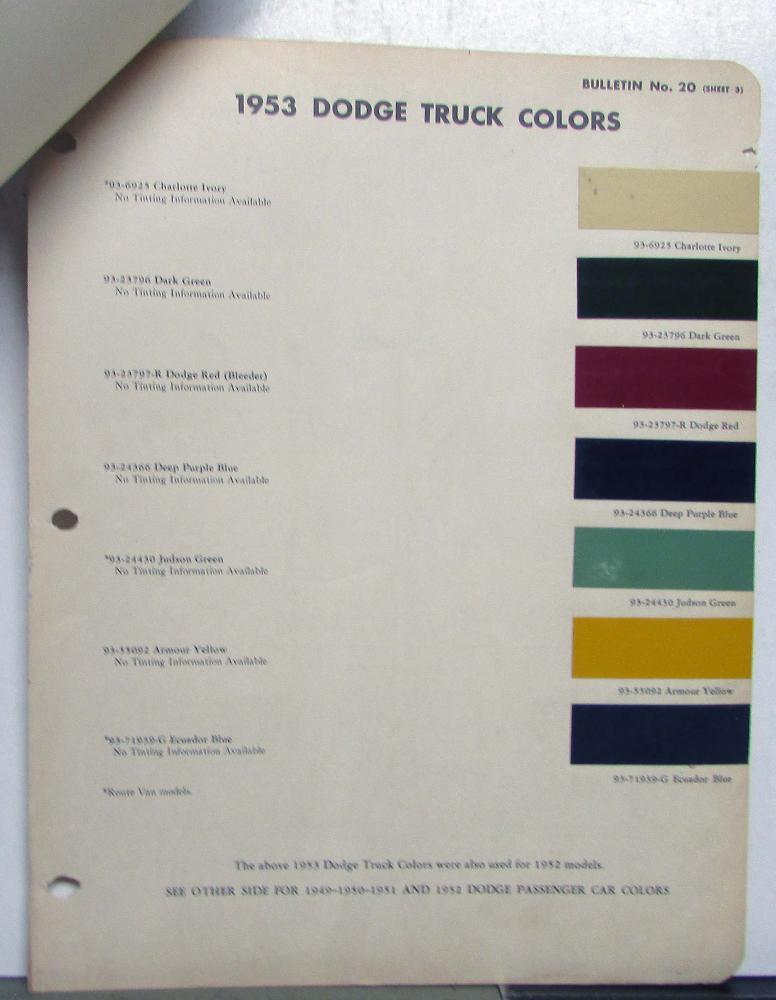 BULLETIN No. 20 (SHEET 3)
1953 DODGE TRUCK COLORS
*93-6925 Charlotte Ivory
No Tinting Information Available
93-6925 Charlotte Ivory
93-23796 Dark Green
No Tinting Information Available
93-23796 Dark Green
93-23797-R Dodge Red (Bleeder)
No Tinting Information Available
93-23797-R Dodge Red
93-24366 Deep Purple Blue
No Tinting Information Available
93-24366 Deep Purple Blue
*93-24430 Judson Green
No Tinting Information Available
93-24430 Judson Green
93-55092 Armour Yellow
No Tinting Information Available
93-55092 Armour Yellow
*93-71939-G Ecuador Blue
No Tinting Information Available
93-71939-G Ecuador Blue
*Route Van models.
The above 1953 Dodge Truck Colors were also used for 1952 models.
SEE OTHER SIDE FOR 1949-1950-1951 AND 1952 DODGE PASSENGER CAR COLORS